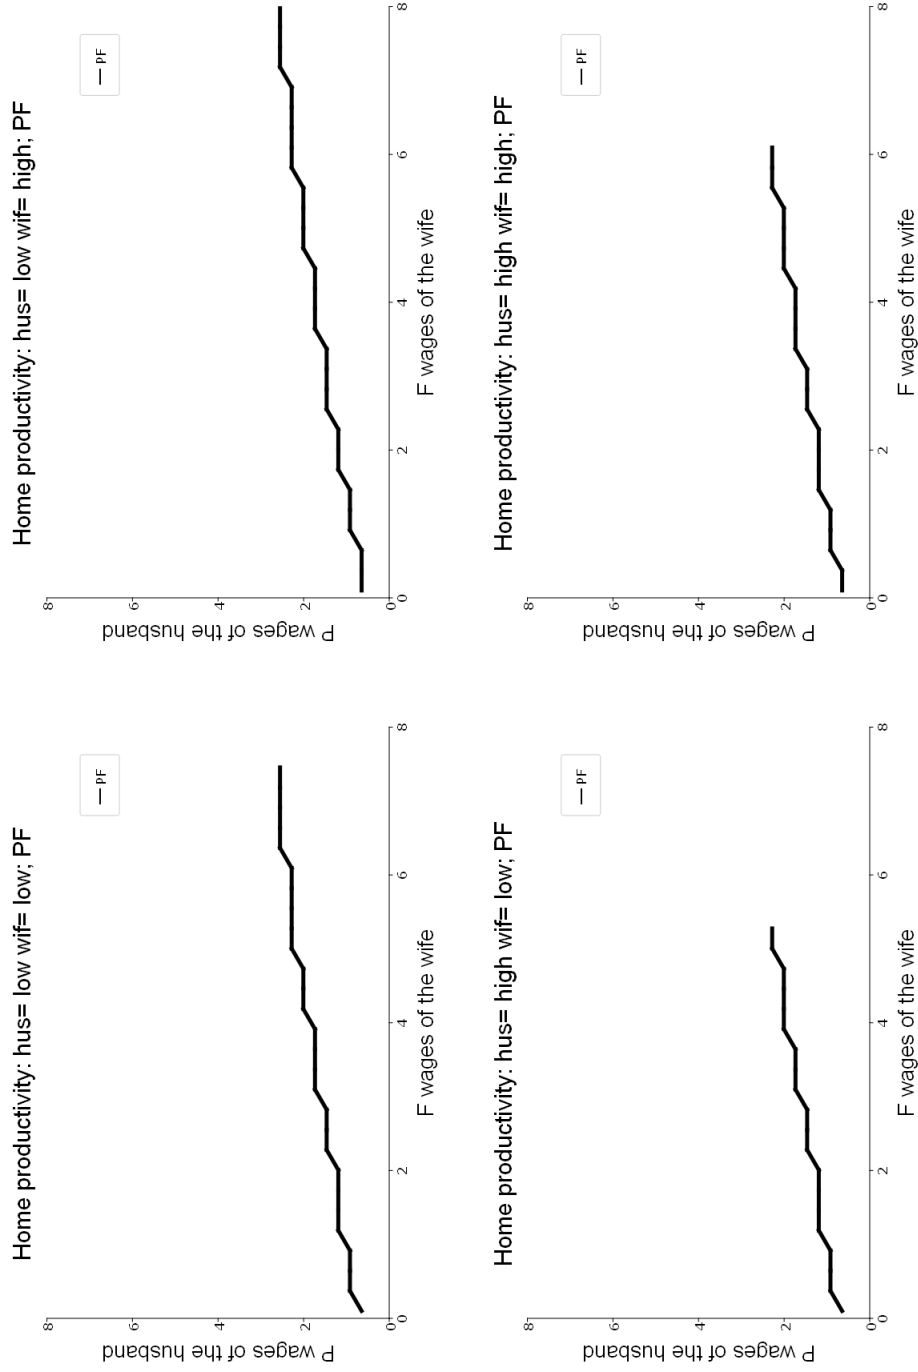 Home productivity: hus= low wif= low; PF
PF
P wages of the husband
8
6
4
2
0
0 2 4 6 8
F wages of the wife
Home productivity: hus= low wif= high; PF
PF
P wages of the husband
8
6
4
2
0
0 2 4 6 8
F wages of the wife
Home productivity: hus= high wif= low; PF
PF
P wages of the husband
8
6
4
2
0
0 2 4 6 8
F wages of the wife
Home productivity: hus= high wif= high; PF
PF
P wages of the husband
8
6
4
2
0
0 2 4 6 8
F wages of the wife